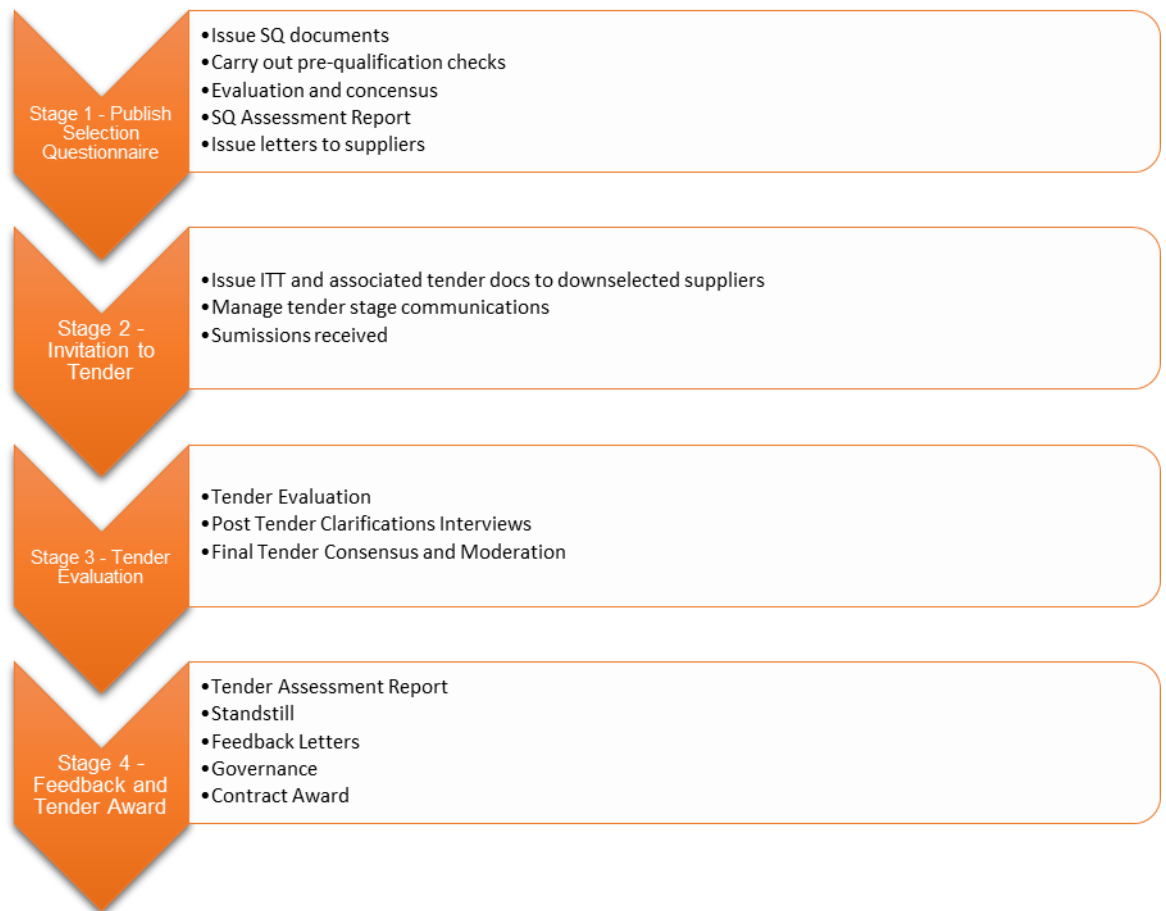 Stage 1 - Publish
Selection
Questionnaire
•Issue SQ documents
•Carry out pre-qualification checks
•Evaluation and concensus
•SQ Assessment Report
•Issue letters to suppliers
Stage 2 -
Invitation to
Tender
•Issue ITT and associated tender docs to downselected suppliers
•Manage tender stage communications
•Sumissions received
Stage 3 - Tender
Evaluation
•Tender Evaluation
•Post Tender Clarifications Interviews
•Final Tender Consensus and Moderation
Stage 4 -
Feedback and
Tender Award
•Tender Assessment Report
•Standstill
•Feedback Letters
•Governance
•Contract Award